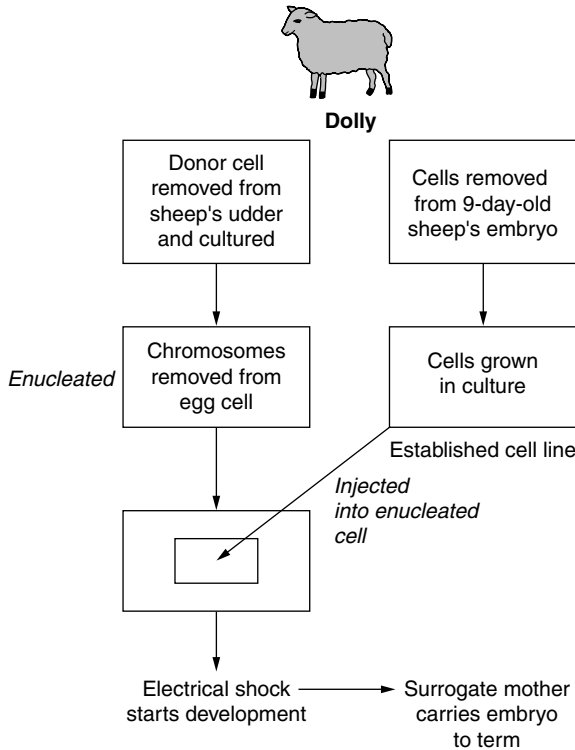 Dolly
Donor cell
removed from
sheep's udder
and cultured
Cells removed
from 9-day-old
sheep's embryo
Enucleated
Chromosomes
removed from
egg cell
Cells grown
in culture
Established cell line
Injected
into enucleated
cell
Electrical shock
starts development
Surrogate mother
carries embryo
to term